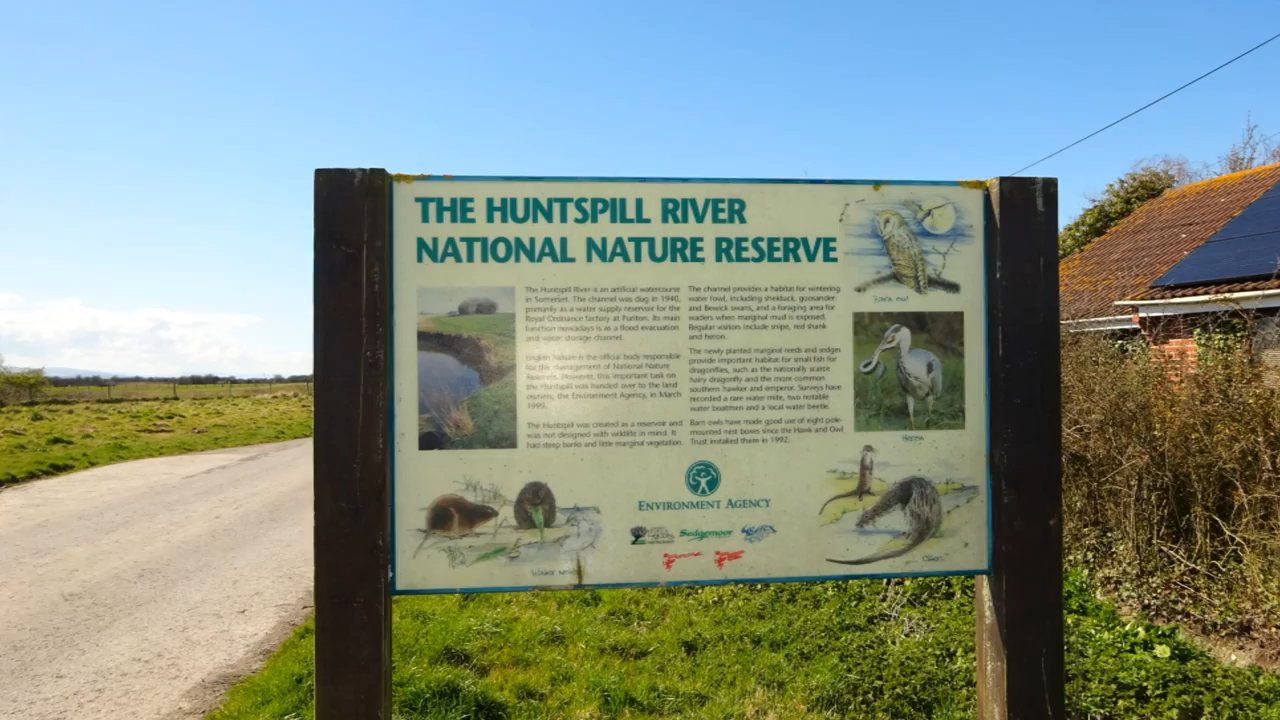 THE HUNTSPILL RIVER
NATIONAL NATURE RESERVE
The Huntspill River is an artificial watercourse
in Somerset. The channel was dug in 1940,
primarily as a water supply reservoir for the
Royal Ordnance factory at Puriton. Its main
function nowadays is as a flood evacuation
and water storage channel.
English Nature is the official body responsible
for the management of National Nature
Reserves. However, this important task on
the Huntspill was handed over to the land
owners, the Environment Agency, in March
1995.
The Huntspill was created as a reservoir and
was not designed with wildlife in mind. It
had steep banks and little marginal vegetation.
The channel provides a habitat for wintering
water fowl, including shelduck, goosander
and Bewick swans, and a foraging area for
waders when marginal mud is exposed.
Regular visitors include snipe, red shank
and heron.
The newly planted marginal reeds and sedges
provide important habitat for small fish for
dragonflies, such as the nationally scarce
hairy dragonfly and the more common
southern hawker and emperor. Surveys have
recorded a rare water mite, two notable
water boatmen and a local water beetle.
Barn owls have made good use of eight pole-
mounted nest boxes since the Hawk and Owl
Trust installed them in 1992.
Barn owl
Heron
Water vole
Otter
ENVIRONMENT AGENCY
Sedgemoor